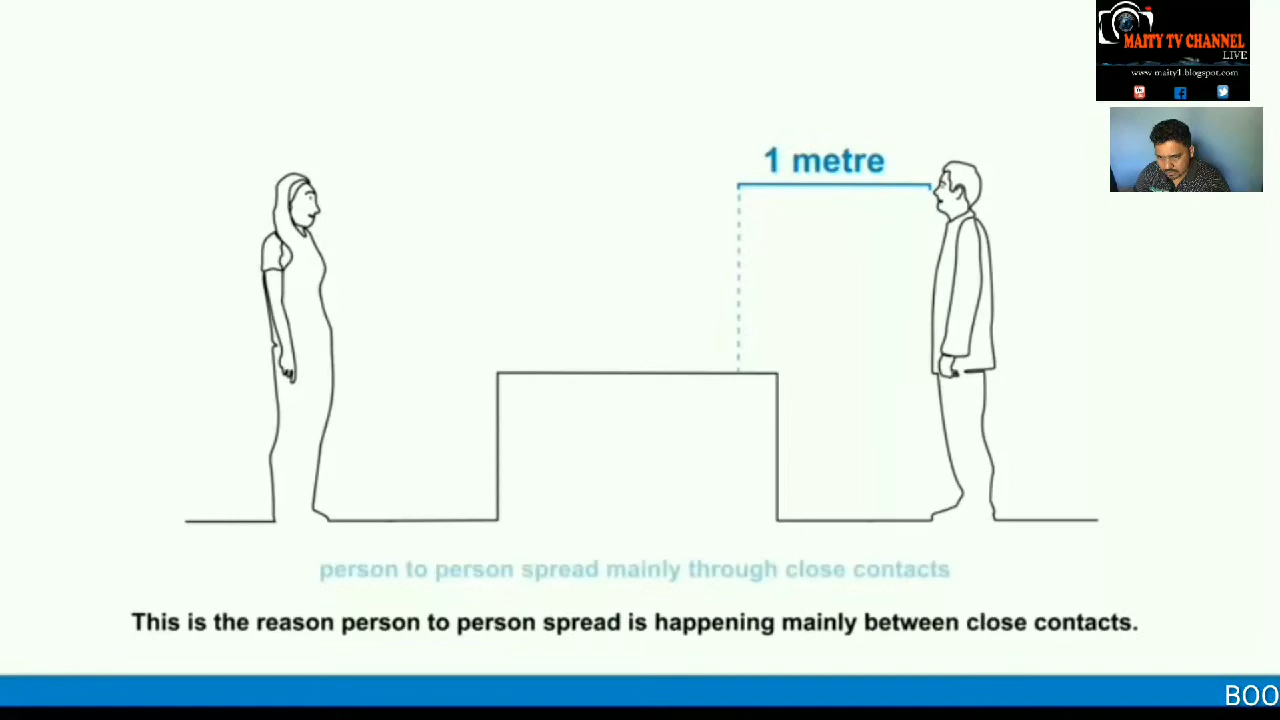 MAITY TV CHANNEL
LIVE
www maity1.blogspot.com
1 metre
person to person spread mainly through close contacts
This is the reason person to person spread is happening mainly between close contacts.
BOO